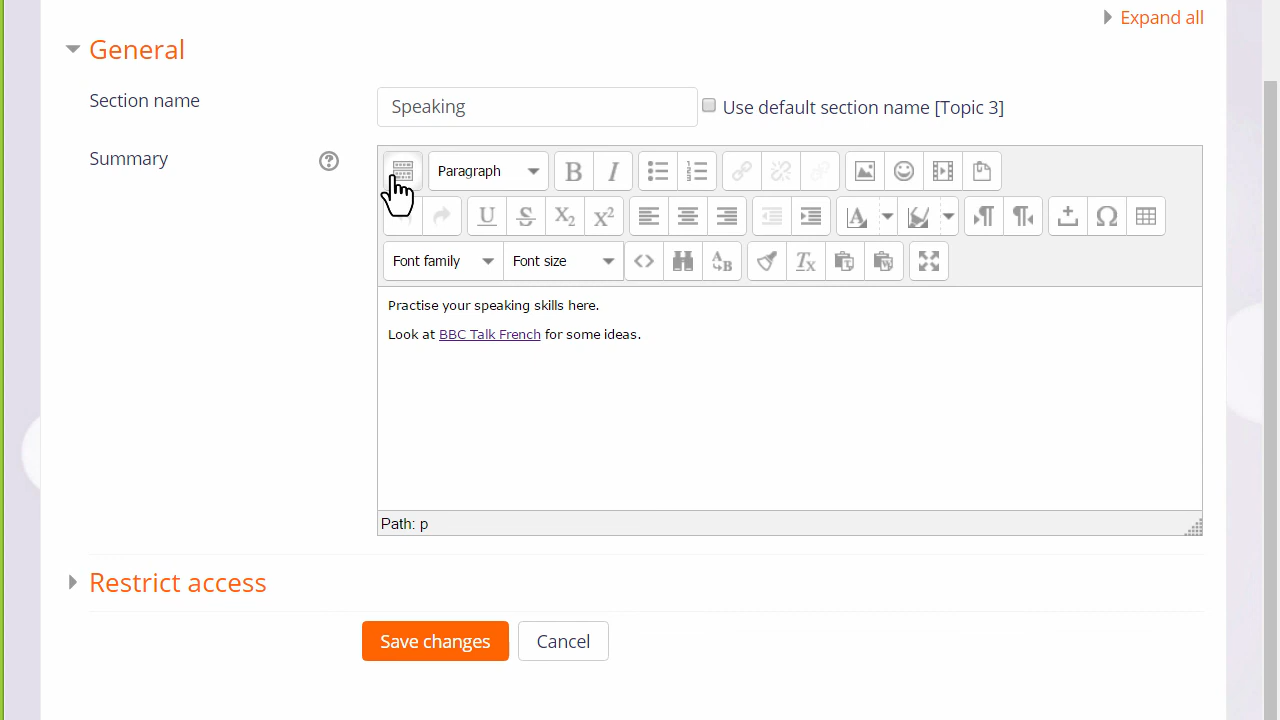 Expand all
General
Section name
Speaking
Use default section name [Topic 3]
Summary
Paragraph
Font family
Font size
Practise your speaking skills here.
Look at BBC Talk French for some ideas.
Path: p
Restrict access
Save changes
Cancel